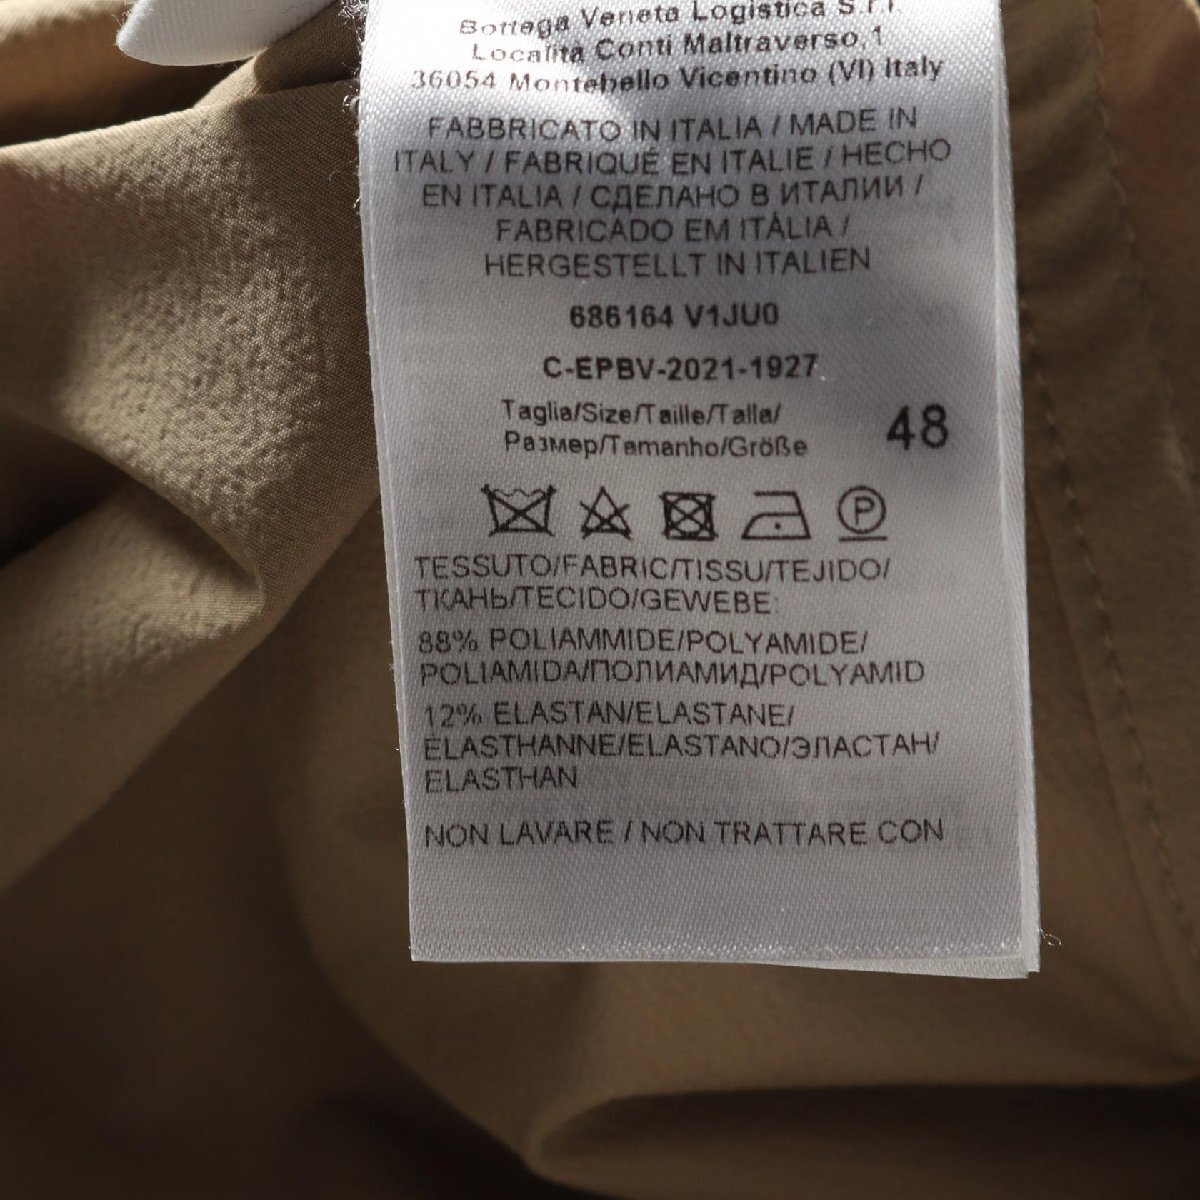 Bottega Veneta Logistica S.r.l.
Località Conti Maltraverso,1
36054 Montebello Vicentino (VI) Italy
FABBRICATO IN ITALIA / MADE IN
ITALY / FABRIQUÉ EN ITALIE / HECHO
EN ITALIA / СДЕЛАНО В ИТАЛИИ /
FABRICADO EM ITÁLIA /
HERGESTELLT IN ITALIEN
686164 V1JU0
C-EPBV-2021-1927
Taglia/Size/Taille/Talla/
Размер/Tamanho/Größe
48
P
TESSUTO/FABRIC/TISSU/TEJIDO/
ТКАНЬ/TECIDO/GEWEBE:
88% POLIAMMIDE/POLYAMIDE/
POLIAMIDA/ПОЛИАМИД/POLYAMID
12% ELASTAN/ELASTANE/
ÉLASTHANNE/ELASTANO/ЭЛАСТАН/
ELASTHAN
NON LAVARE / NON TRATTARE CON